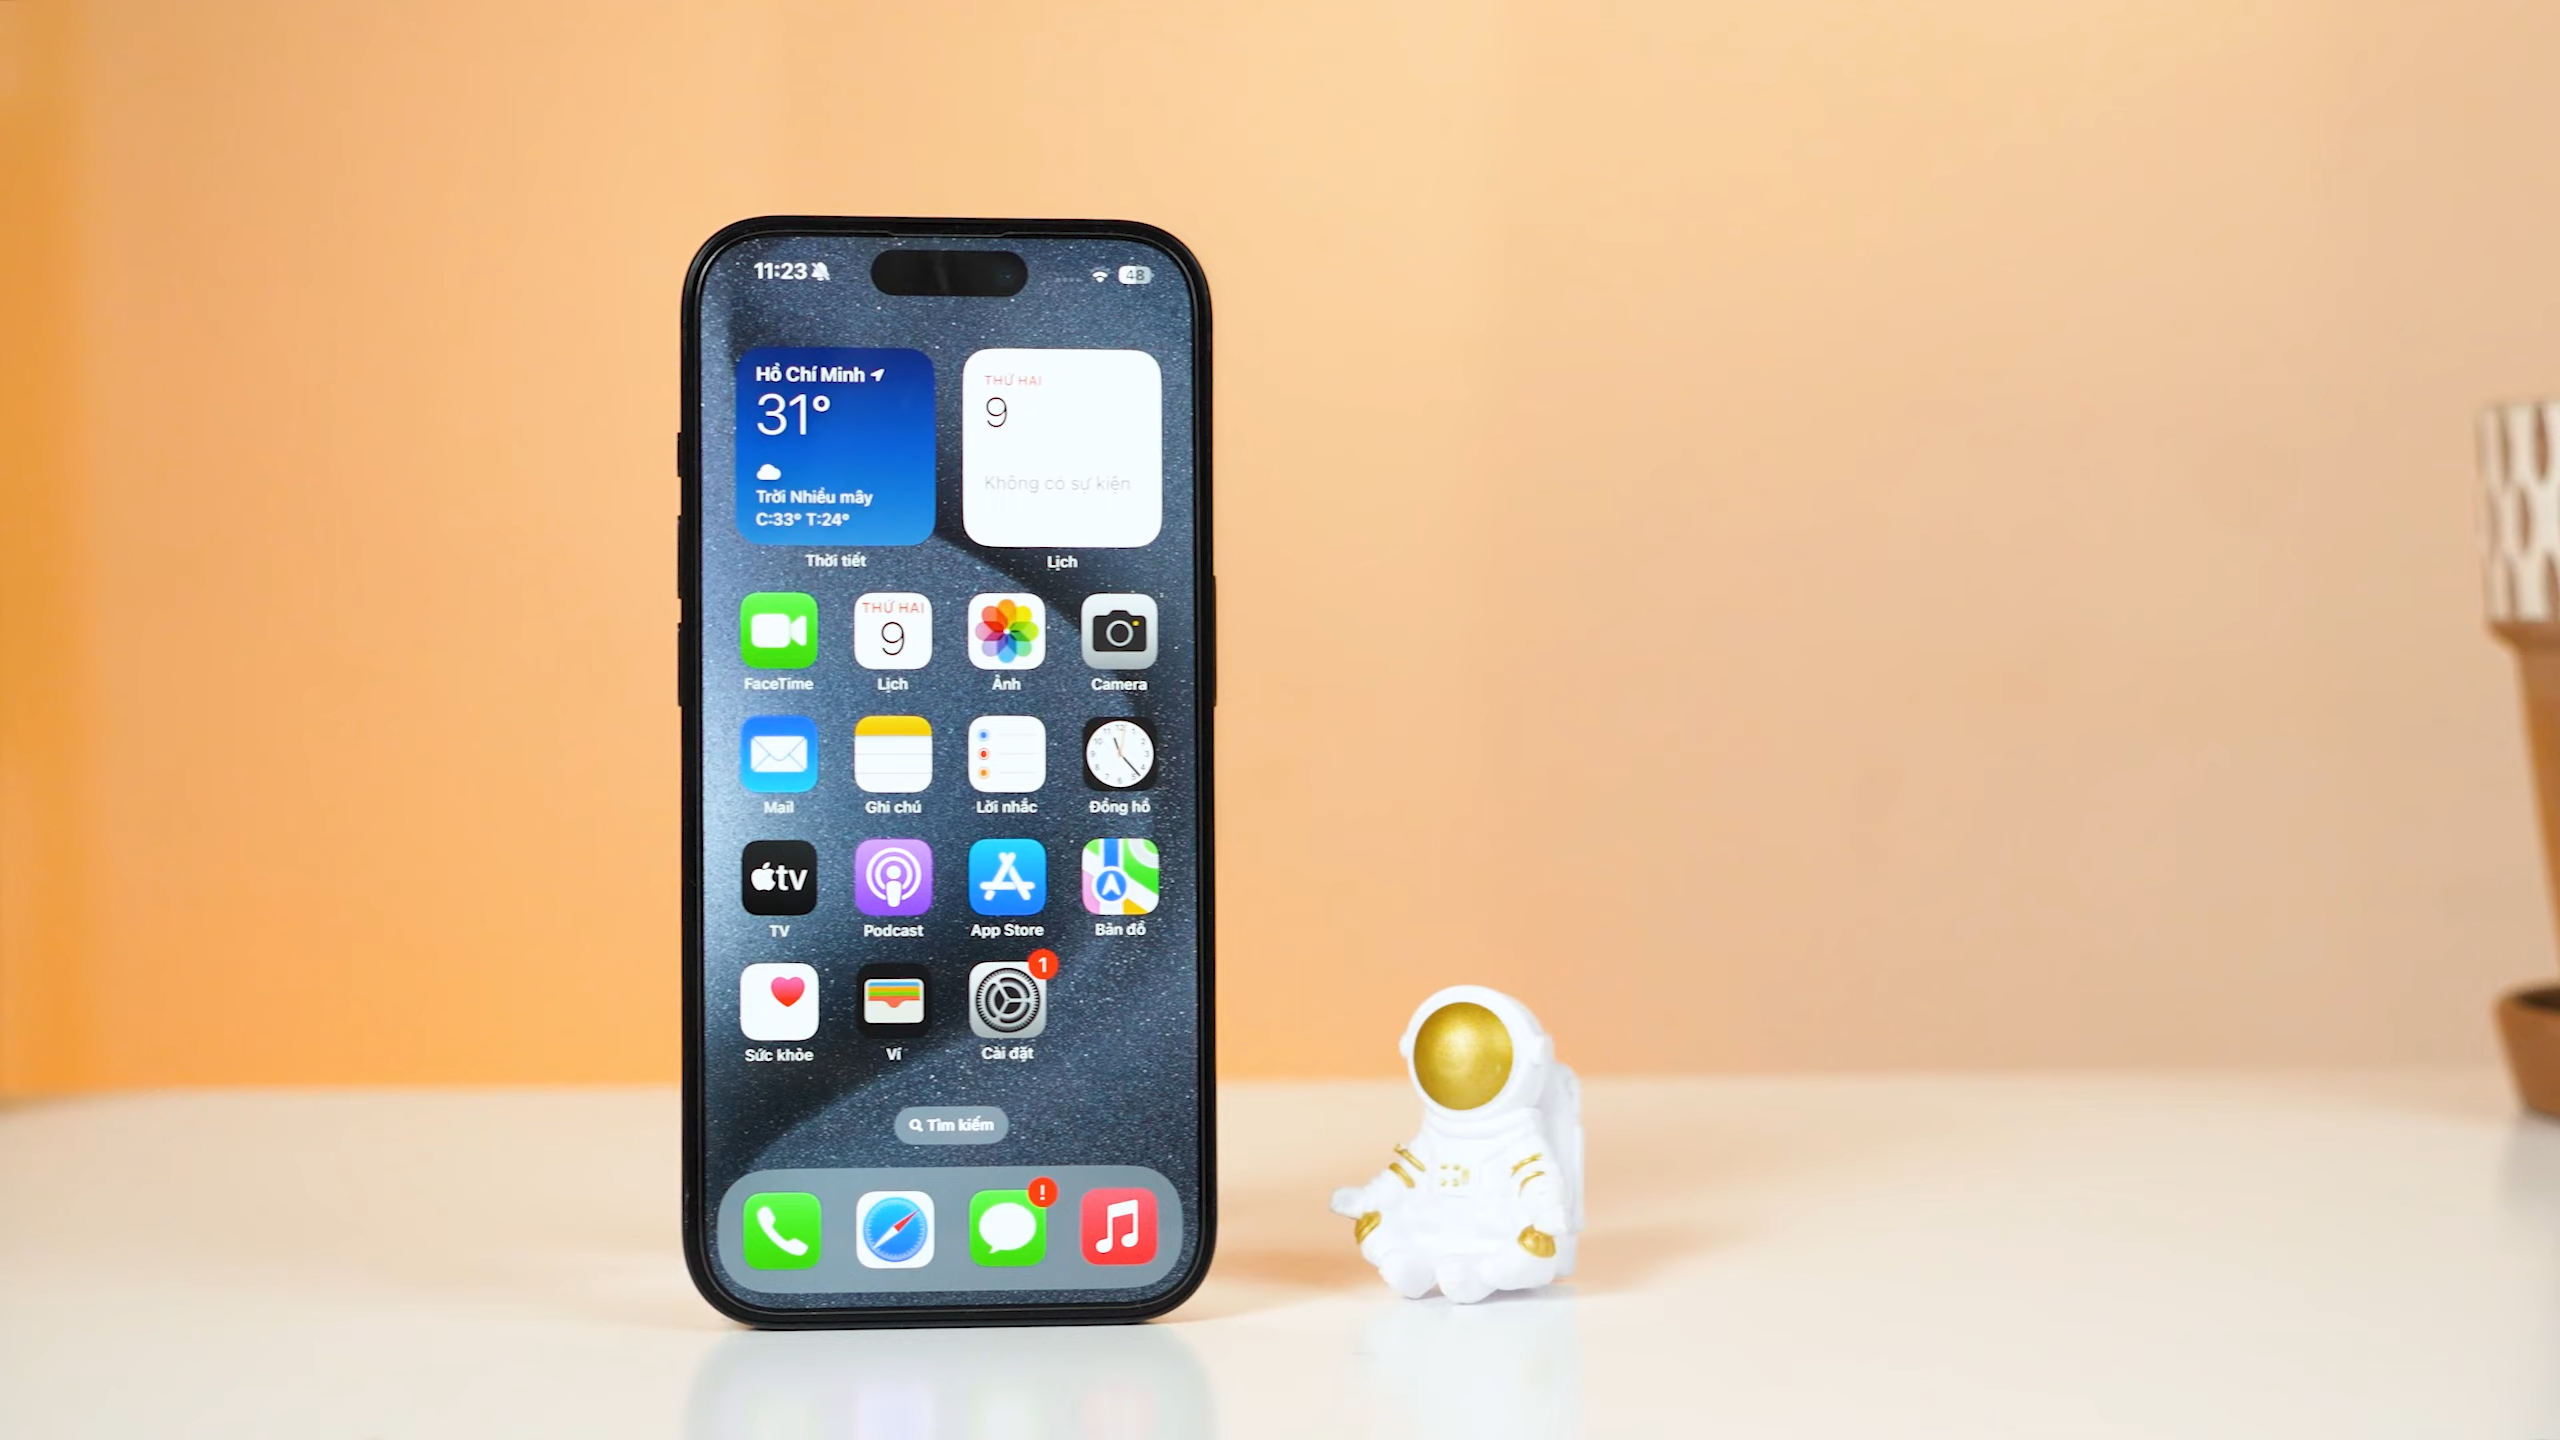 11:23
48
Hồ Chí Minh
31°
Trời Nhiều mây
C:33° T:24°
Thời tiết
THỨ HAI
9
Không có sự kiện
Lịch
THỨ HAI
9
FaceTime
Lịch
Ảnh
Camera
Mail
Ghi chú
Lời nhắc
Đồng hồ
tv
TV
Podcast
App Store
Bản đồ
1
Sức khỏe
Ví
Cài đặt
Tìm kiếm
!